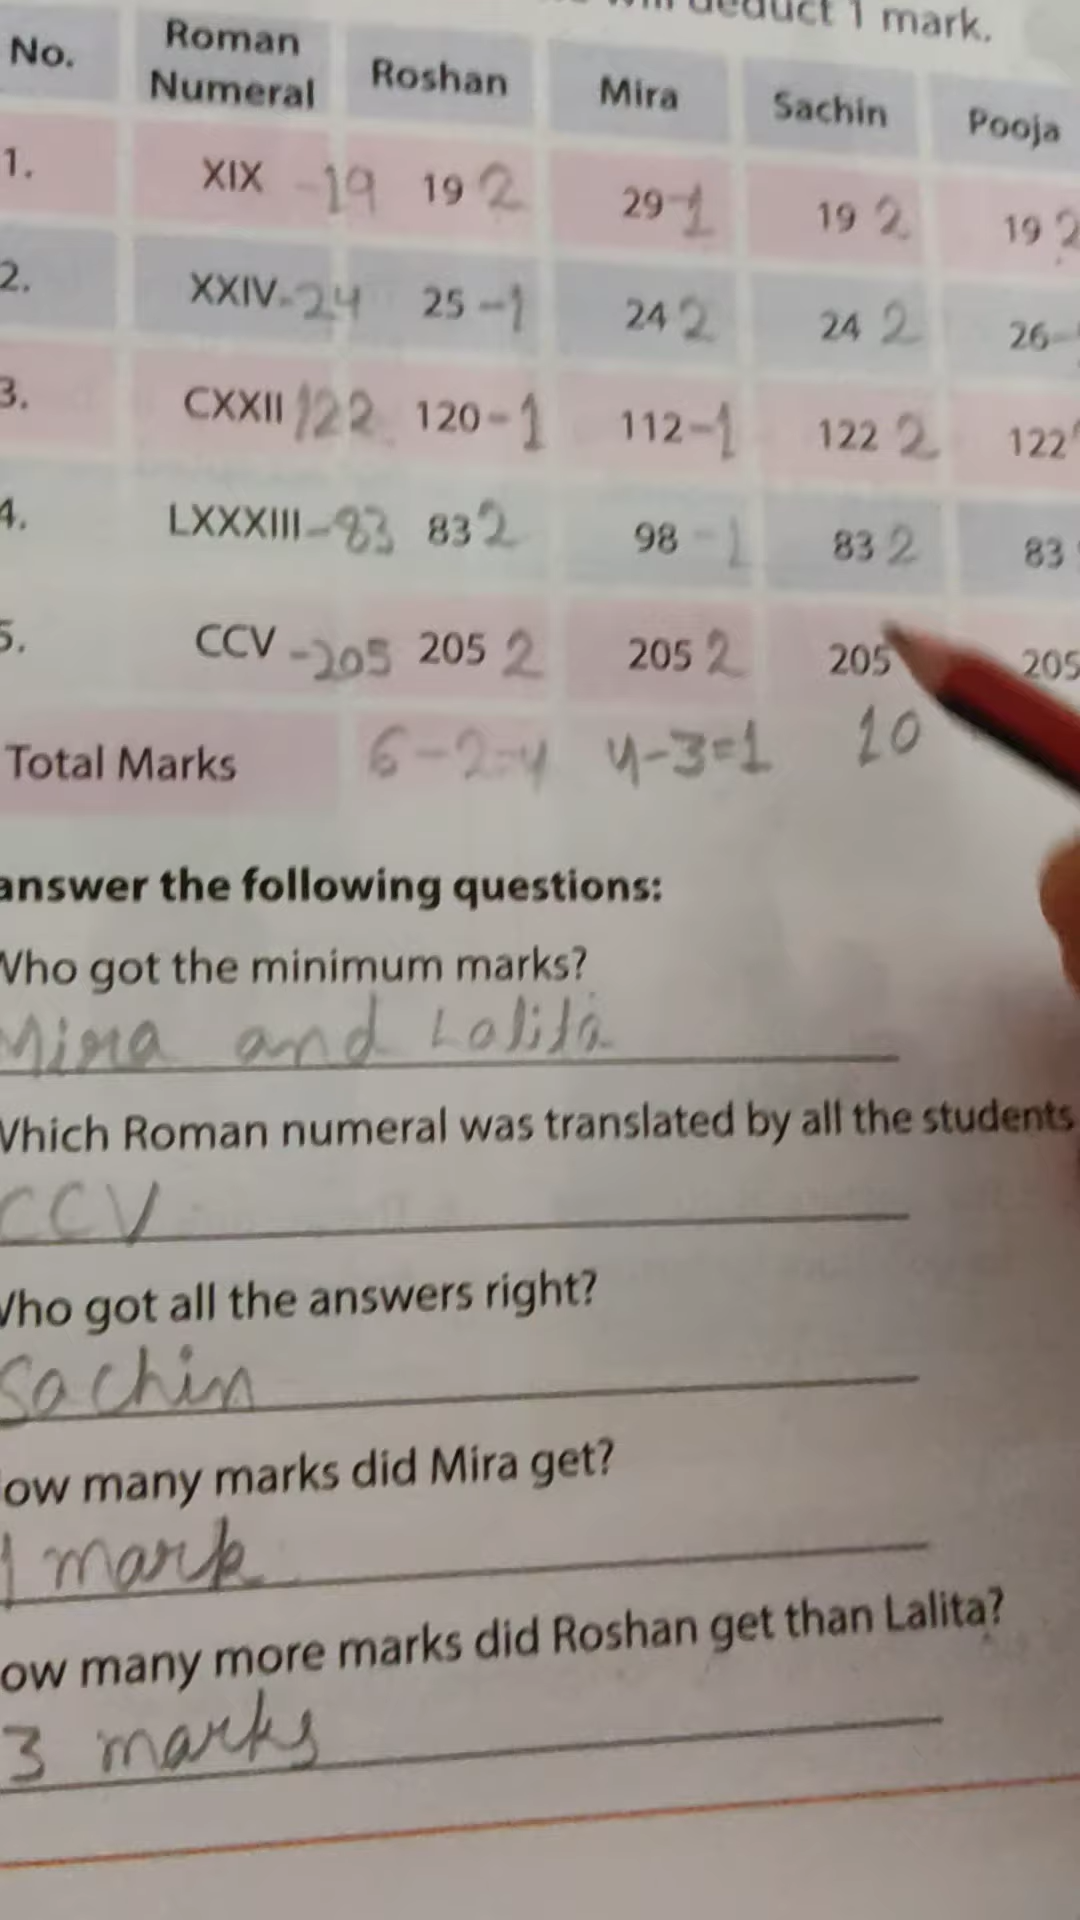 will deduct 1 mark.
No. Roman Numeral Roshan Mira Sachin Pooja
1. XIX -19 19 2 29 -1 19 2 19 2
2. XXIV -24 25 -1 24 2 24 2 26-
3. CXXII 122 120 -1 112 -1 122 2 122
4. LXXXIII -83 83 2 98 -1 83 2 83
5. CCV -205 205 2 205 2 205 205
Total Marks 6-2=4 4-3=1 10
answer the following questions:
Who got the minimum marks?
Mira and Lalita
Which Roman numeral was translated by all the students
CCV
Who got all the answers right?
Sachin
ow many marks did Mira get?
1 mark
ow many more marks did Roshan get than Lalita?
3 marks